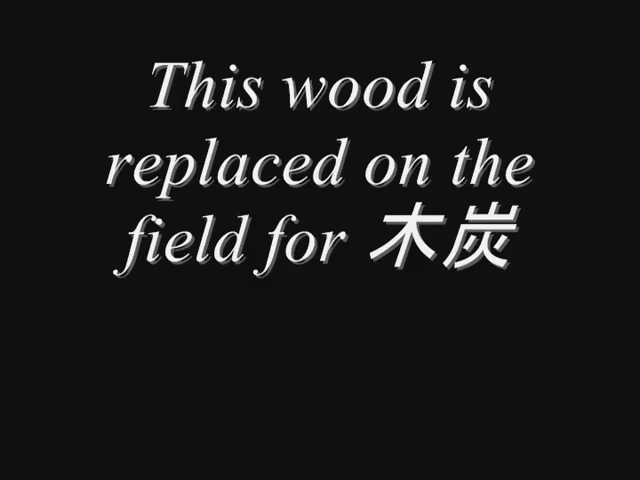 This wood is
replaced on the
field for 木炭